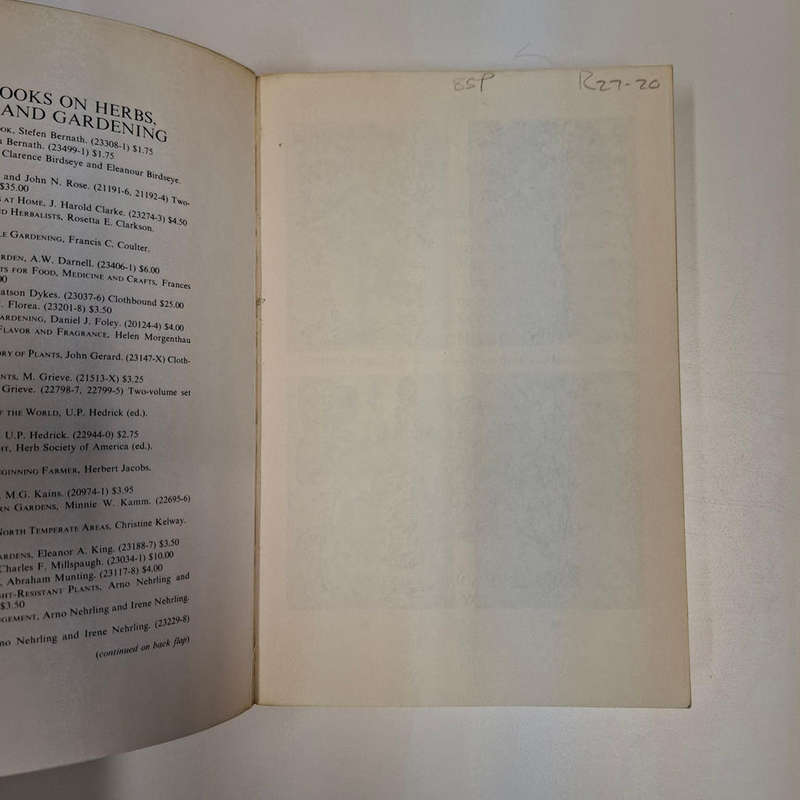 OOKS ON HERBS,
AND GARDENING
OK, Stefen Bernath. (23308-1) $1.75
Bernath. (23499-1) $1.75
Clarence Birdseye and Eleanour Birdseye.
and John N. Rose. (21191-6, 21192-4) Two-
$35.00
AT HOME, J. Harold Clarke. (23274-3) $4.50
D HERBALISTS, Rosetta E. Clarkson.
LE GARDENING, Francis C. Coulter.
RDEN, A.W. Darnell. (23406-1) $6.00
TS FOR FOOD, MEDICINE AND CRAFTS, Frances
00
atson Dykes. (23037-6) Clothbound $25.00
Florea. (23201-8) $3.50
ARDENING, Daniel J. Foley. (20124-4) $4.00
FLAVOR AND FRAGRANCE, Helen Morgenthau
RY OF PLANTS, John Gerard. (23147-X) Cloth-
NTS, M. Grieve. (21513-X) $3.25
Grieve. (22798-7, 22799-5) Two-volume set
F THE WORLD, U.P. Hedrick (ed.).
U.P. Hedrick. (22944-0) $2.75
HT, Herb Society of America (ed.).
GINNING FARMER, Herbert Jacobs.
M.G. Kains. (20974-1) $3.95
RN GARDENS, Minnie W. Kamm. (22695-6)
NORTH TEMPERATE AREAS, Christine Kelway.
ARDENS, Eleanor A. King. (23188-7) $3.50
Charles F. Millspaugh. (23034-1) $10.00
Abraham Munting. (23117-8) $4.00
GHT-RESISTANT PLANTS, Arno Nehrling and
$3.50
NGEMENT, Arno Nehrling and Irene Nehrling.
no Nehrling and Irene Nehrling. (23229-8)
(continued on back flap)
85P R27-20